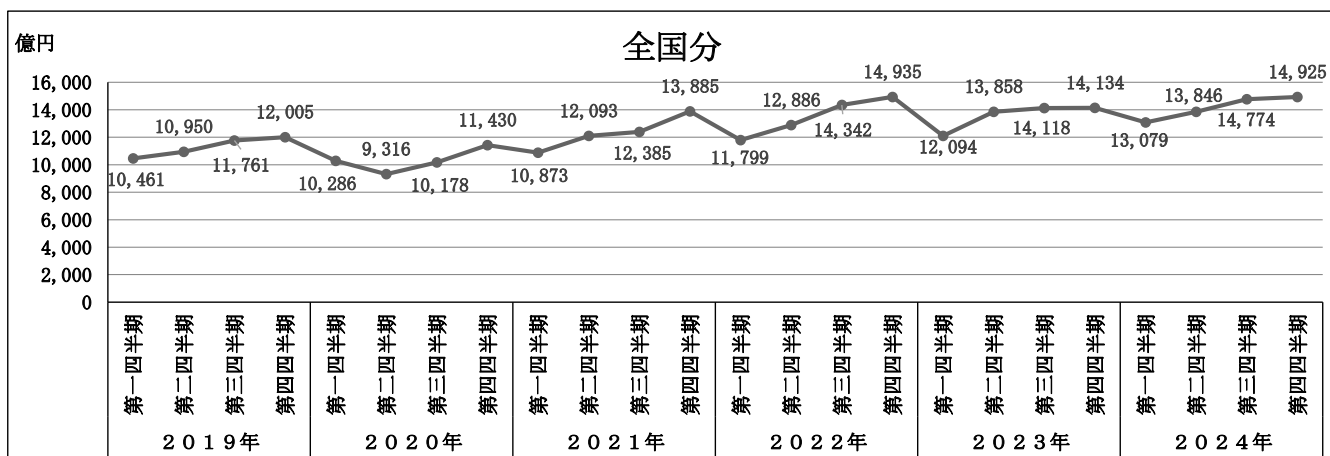 全国分
億円
16,000
14,000
12,000
10,000
8,000
6,000
4,000
2,000
0
10,461
10,950
11,761
12,005
10,286
9,316
10,178
11,430
10,873
12,093
12,385
13,885
11,799
12,886
14,342
14,935
12,094
13,858
14,118
14,134
13,079
13,846
14,774
14,925
第一四半期
第二四半期
第三四半期
第四四半期
第一四半期
第二四半期
第三四半期
第四四半期
第一四半期
第二四半期
第三四半期
第四四半期
第一四半期
第二四半期
第三四半期
第四四半期
第一四半期
第二四半期
第三四半期
第四四半期
第一四半期
第二四半期
第三四半期
第四四半期
2019年
2020年
2021年
2022年
2023年
2024年